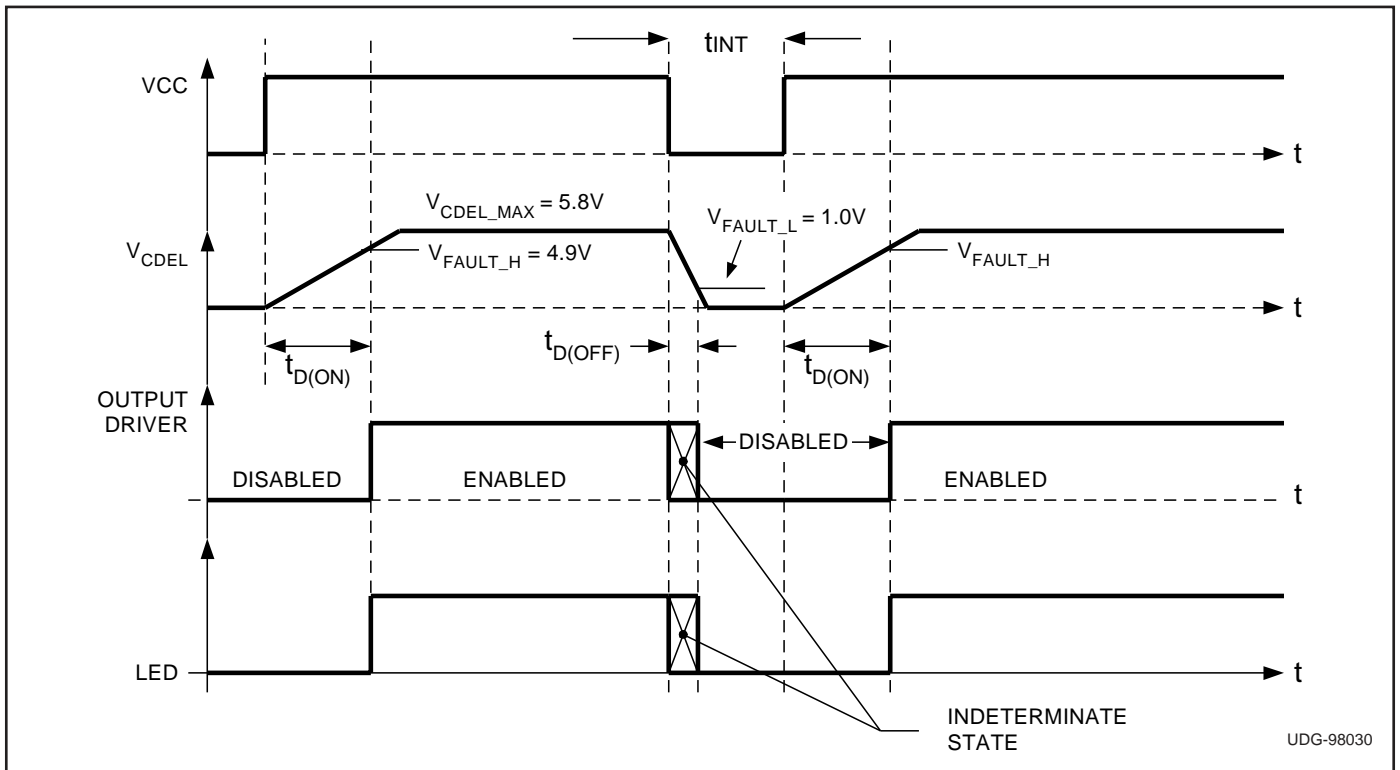 tINT
VCC
t
VCDEL_MAX = 5.8V
VFAULT_L = 1.0V
VCDEL
VFAULT_H = 4.9V
VFAULT_H
t
tD(ON)
tD(OFF)
tD(ON)
OUTPUT
DRIVER
DISABLED
ENABLED
DISABLED
ENABLED
t
LED
t
INDETERMINATE
STATE
UDG-98030